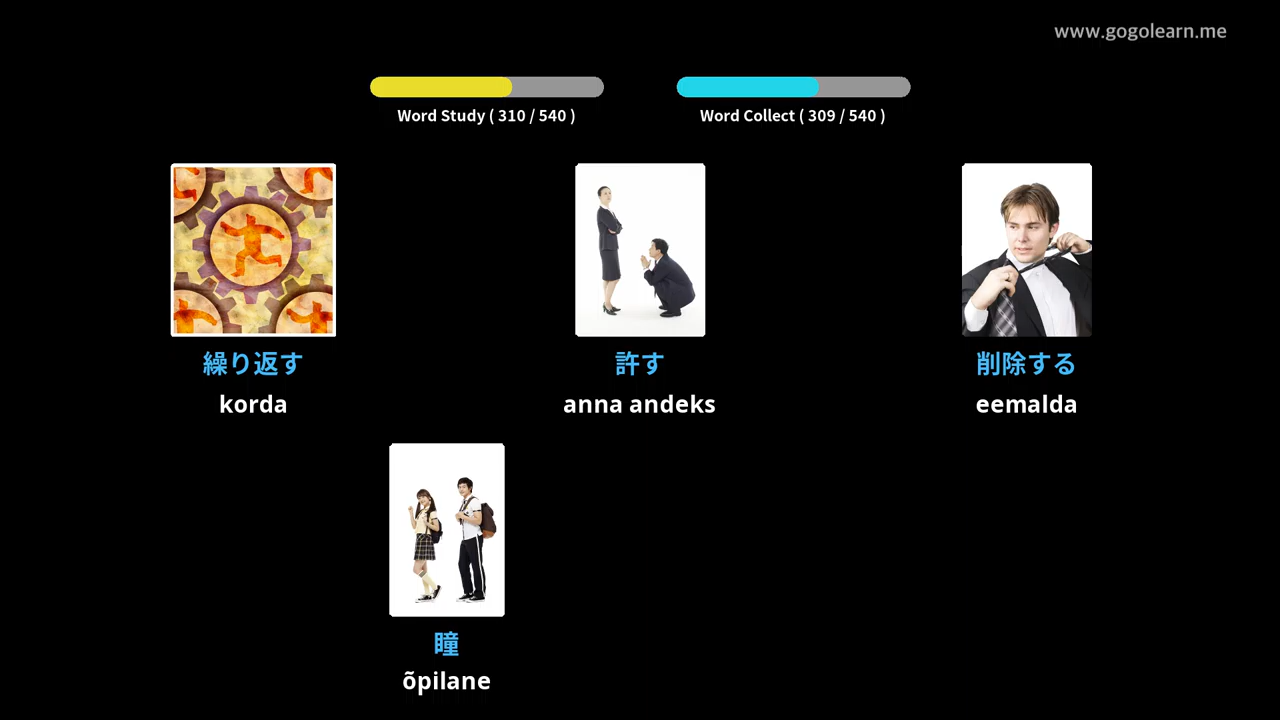 www.gogolearn.me
Word Study ( 310 / 540 )
Word Collect ( 309 / 540 )
繰り返す
korda
許す
anna andeks
削除する
eemalda
瞳
õpilane